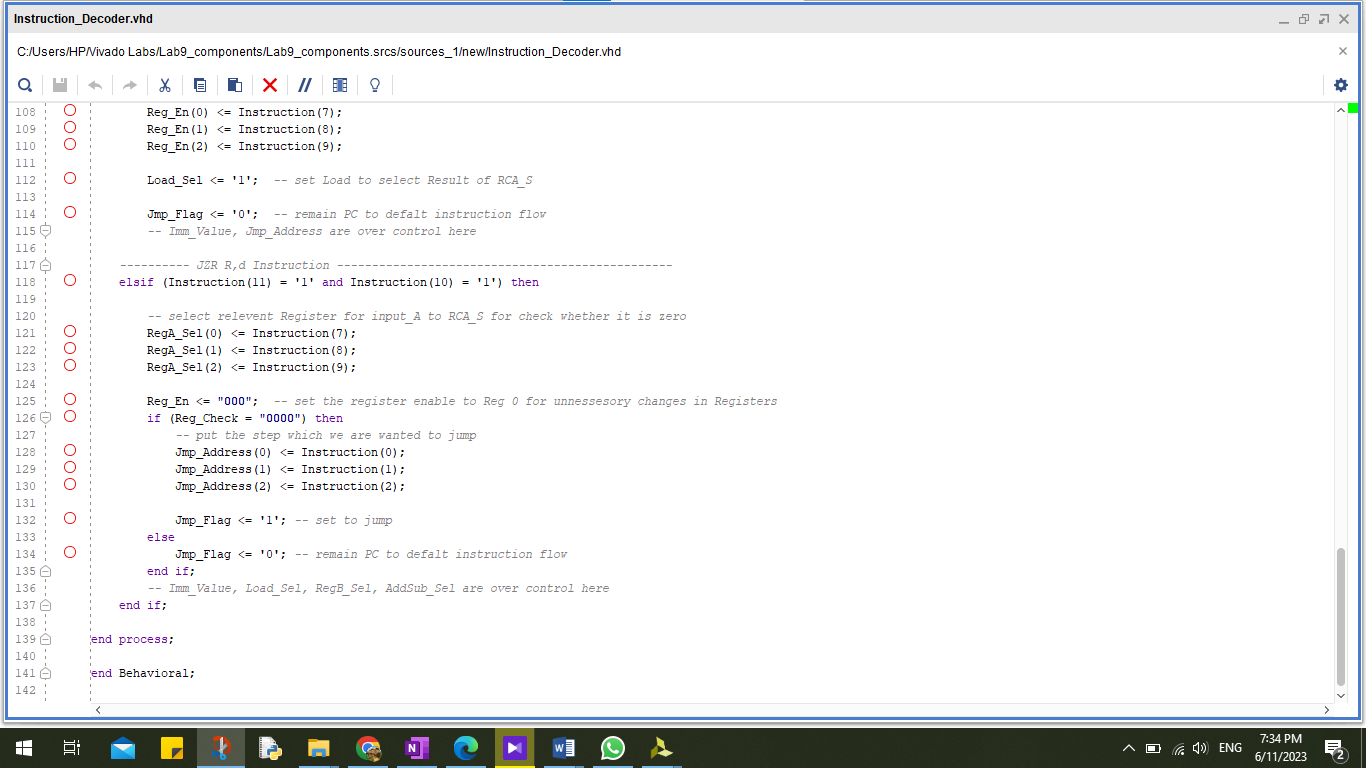 Instruction_Decoder.vhd
C:/Users/HP/Vivado Labs/Lab9_components/Lab9_components.srcs/sources_1/new/Instruction_Decoder.vhd
108 Reg_En(0) <= Instruction(7);
109 Reg_En(1) <= Instruction(8);
110 Reg_En(2) <= Instruction(9);
111
112 Load_Sel <= '1';  -- set Load to select Result of RCA_S
113
114 Jmp_Flag <= '0';  -- remain PC to defalt instruction flow
115 -- Imm_Value, Jmp_Address are over control here
116
117 ---------- JZR R,d Instruction ------------------------------------------------
118 elsif (Instruction(11) = '1' and Instruction(10) = '1') then
119
120 -- select relevent Register for input_A to RCA_S for check whether it is zero
121 RegA_Sel(0) <= Instruction(7);
122 RegA_Sel(1) <= Instruction(8);
123 RegA_Sel(2) <= Instruction(9);
124
125 Reg_En <= "000";  -- set the register enable to Reg 0 for unnessesory changes in Registers
126 if (Reg_Check = "0000") then
127 -- put the step which we are wanted to jump
128 Jmp_Address(0) <= Instruction(0);
129 Jmp_Address(1) <= Instruction(1);
130 Jmp_Address(2) <= Instruction(2);
131
132 Jmp_Flag <= '1'; -- set to jump
133 else
134 Jmp_Flag <= '0'; -- remain PC to defalt instruction flow
135 end if;
136 -- Imm_Value, Load_Sel, RegB_Sel, AddSub_Sel are over control here
137 end if;
138
139 end process;
140
141 end Behavioral;
142
ENG
7:34 PM
6/11/2023
2